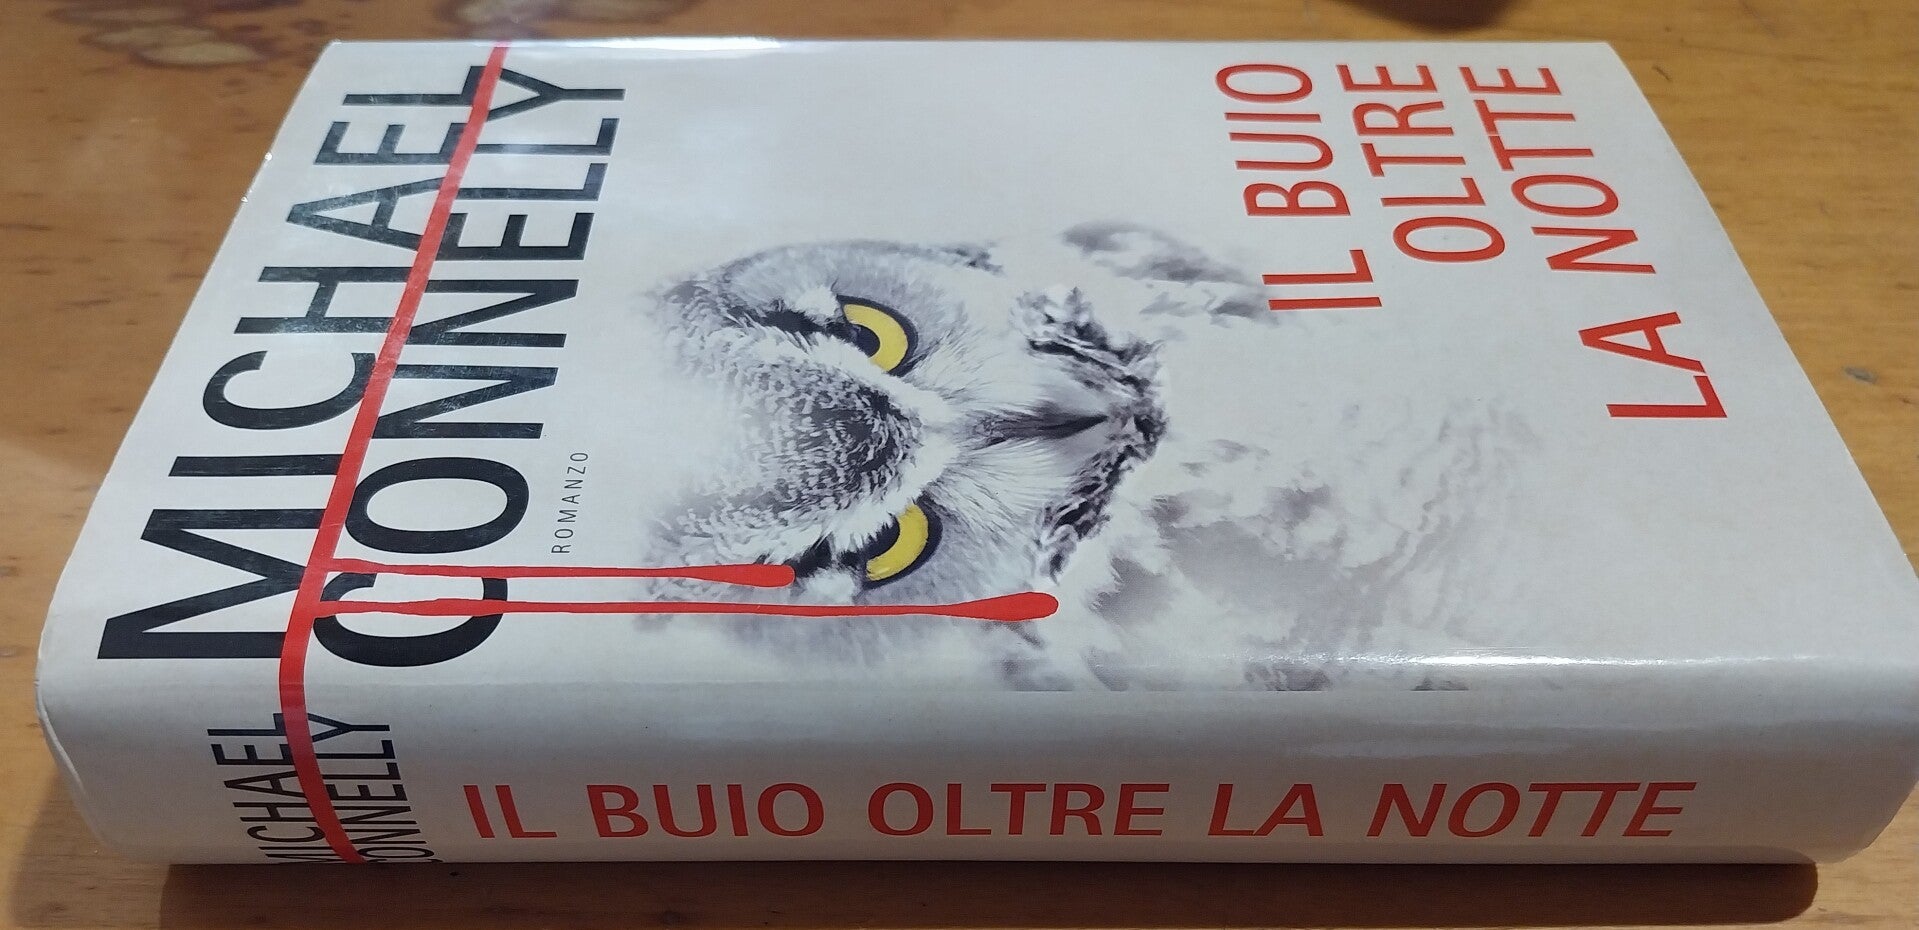 MICHAEL
CONNELLY
ROMANZO
IL BUIO
OLTRE
LA NOTTE
MICHAEL
CONNELLY
IL BUIO OLTRE LA NOTTE